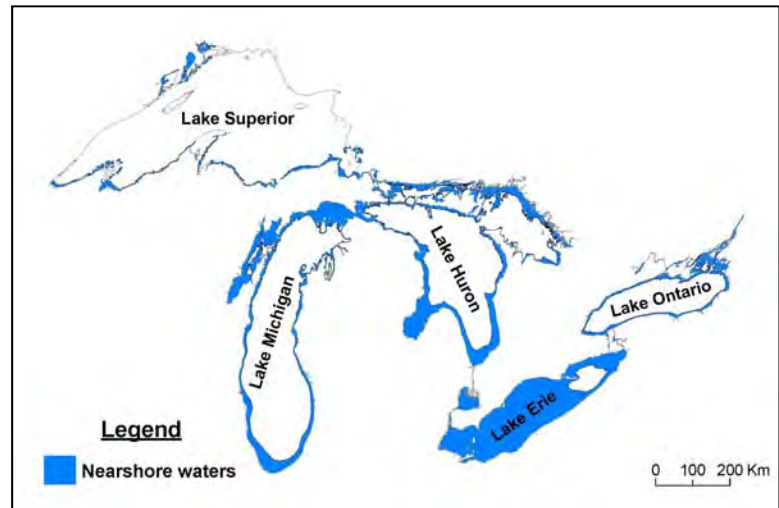 Lake Superior
Lake Huron
Lake Michigan
Lake Ontario
Lake Erie
Legend
Nearshore waters
0 100 200 Km